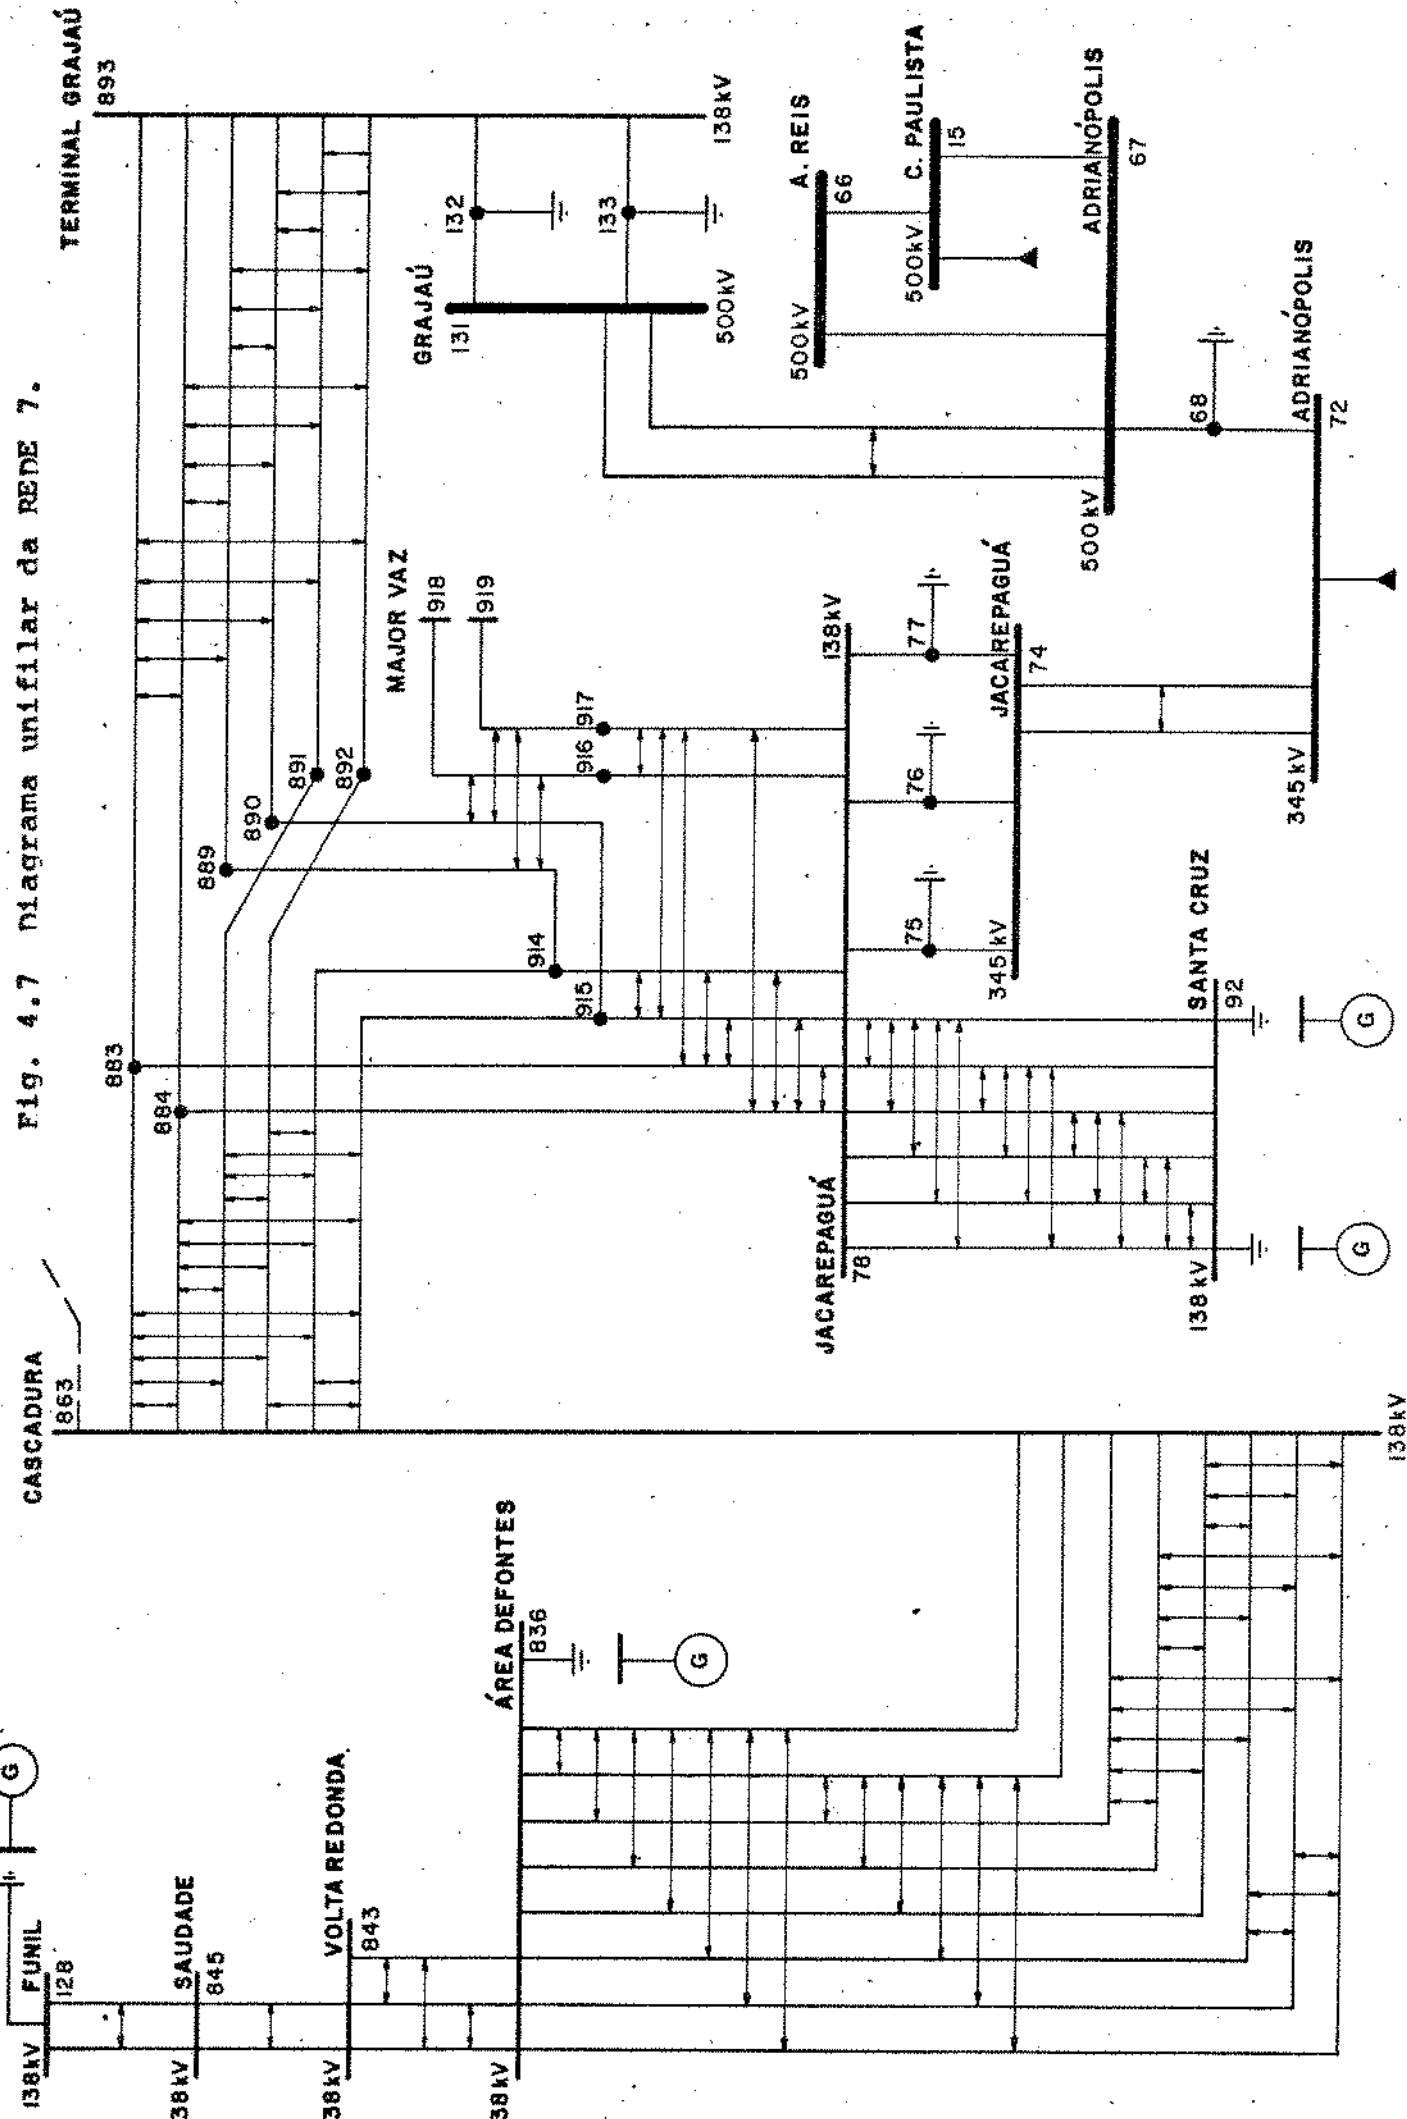 Fig. 4.7 Diagrama unifilar da REDE 7.
TERMINAL GRAJAÚ
893
138kV
132
133
GRAJAÚ
131
500kV
A. REIS
66
500kV
C. PAULISTA
15
500kV
ADRIANÓPOLIS
67
500kV
68
ADRIANÓPOLIS
72
345kV
MAJOR VAZ
918
919
917
916
891
892
890
889
914
915
883
884
138kV
77
76
75
JACAREPAGUÁ
74
345kV
JACAREPAGUÁ
78
SANTA CRUZ
92
138kV
G
G
CASCADURA
863
138kV
ÁREA DEFONTES
836
G
38kV
VOLTA REDONDA
843
38kV
SAUDADE
845
38kV
FUNIL
128
138kV
G